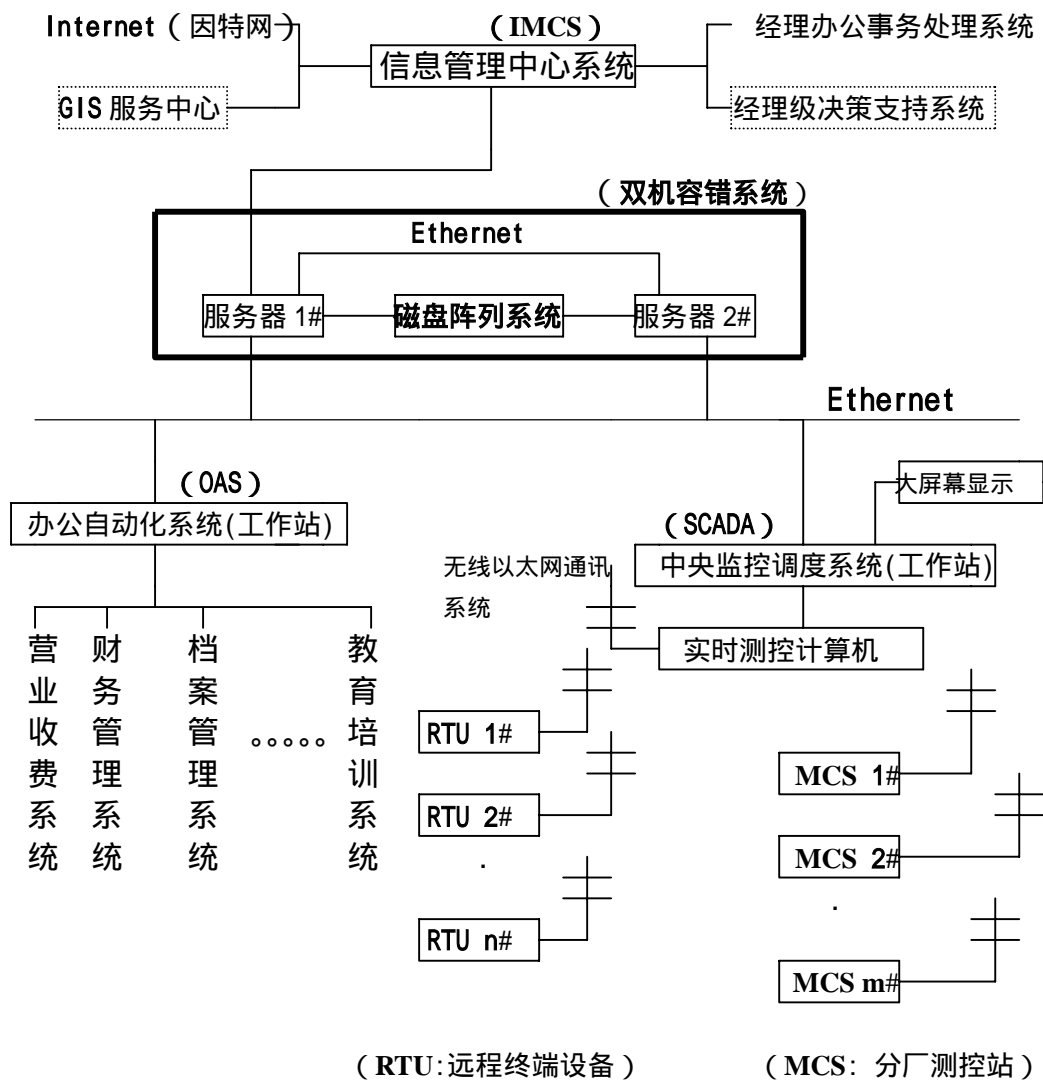 Internet（因特网）
（IMCS）
经理办公事务处理系统
信息管理中心系统
GIS 服务中心
经理级决策支持系统
（双机容错系统）
Ethernet
服务器 1#
磁盘阵列系统
服务器 2#
Ethernet
（OAS）
大屏幕显示
办公自动化系统(工作站)
（SCADA）
无线以太网通讯
系统
中央监控调度系统(工作站)
实时测控计算机
营业收费系统
财务管理系统
档案管理系统
。。。。。
教育培训系统
RTU 1#
RTU 2#
.
RTU n#
MCS 1#
MCS 2#
.
MCS m#
（RTU:远程终端设备）
（MCS: 分厂测控站）